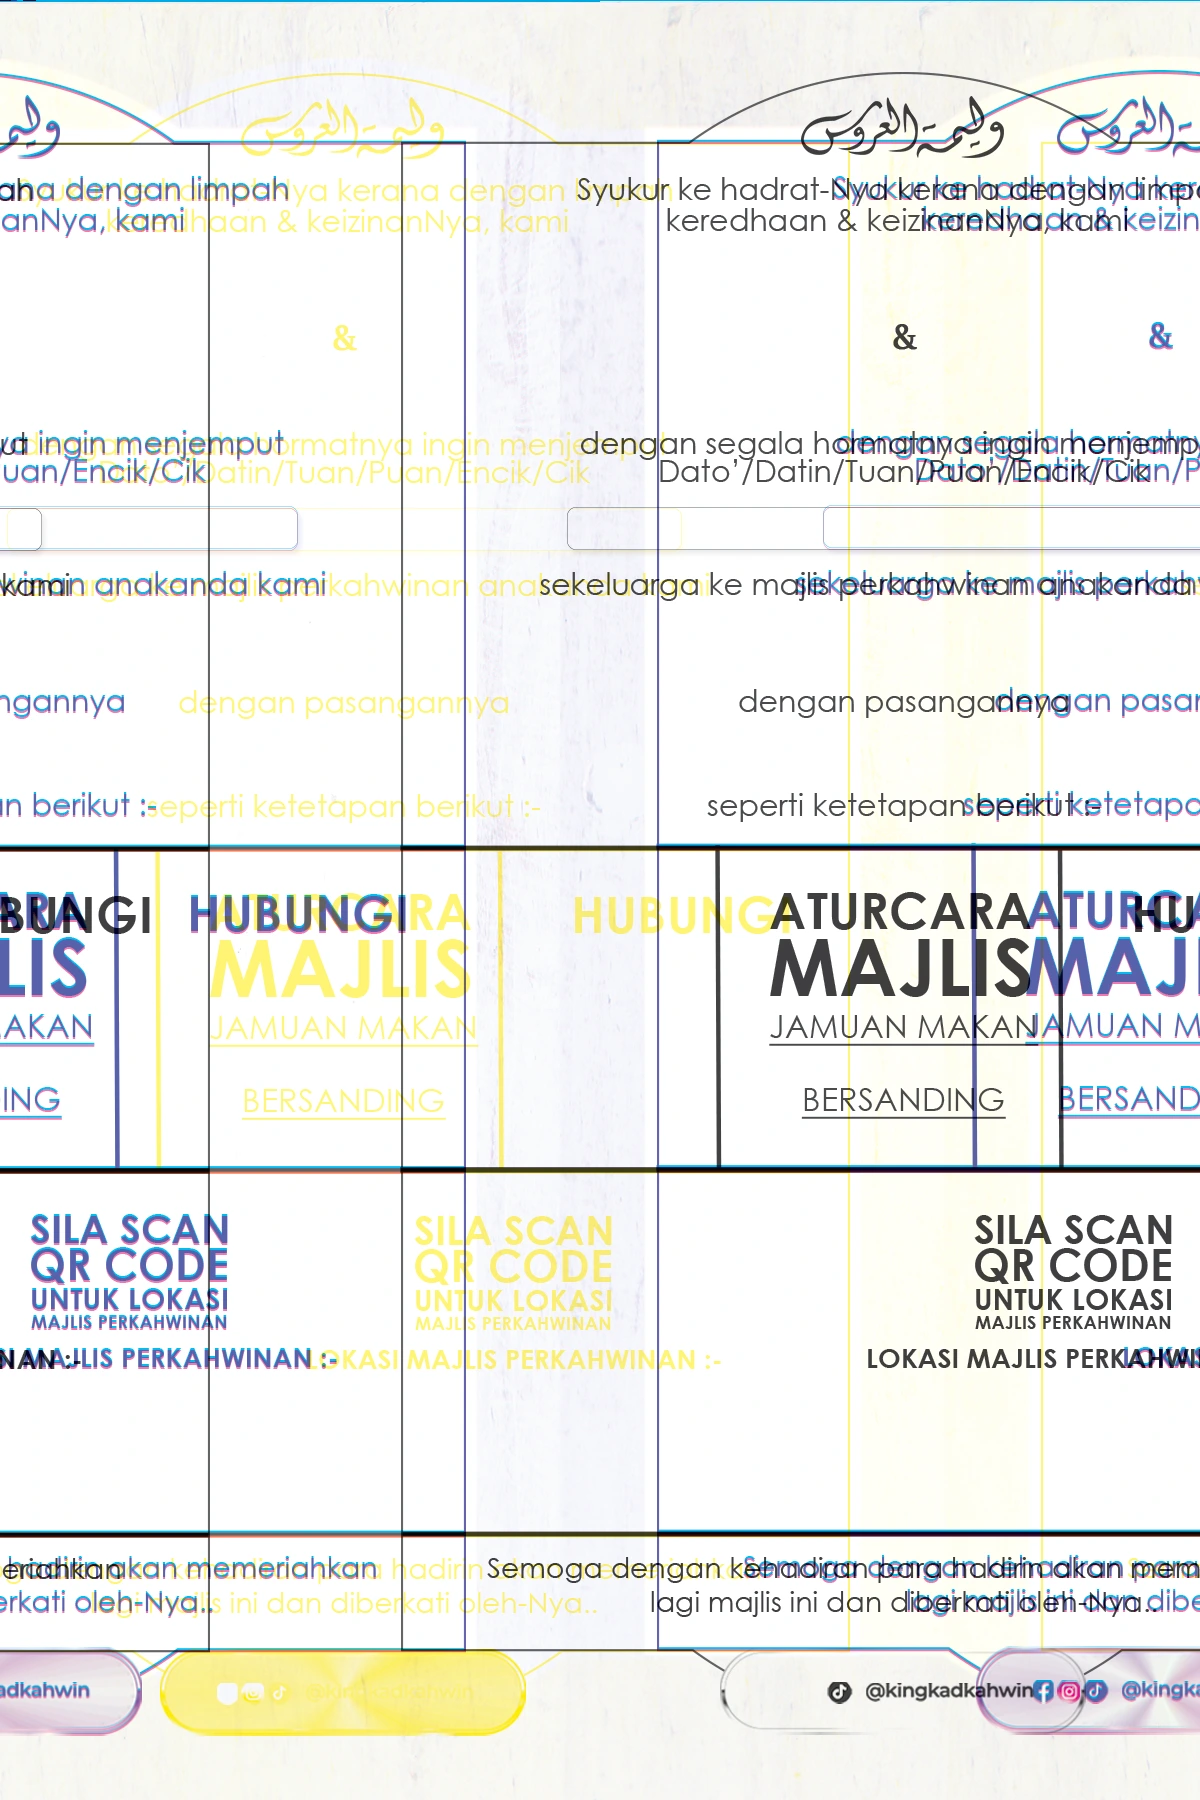 وليمة العروس
Syukur ke hadrat-Nya kerana dengan limpah
keredhaan & keizinanNya, kami
&
dengan segala hormatnya ingin menjemput
Dato'/Datin/Tuan/Puan/Encik/Cik
sekeluarga ke majlis perkahwinan anakanda kami
dengan pasangannya
seperti ketetapan berikut :-
HUBUNGI
ATURCARA
MAJLIS
JAMUAN MAKAN
BERSANDING
SILA SCAN
QR CODE
UNTUK LOKASI
MAJLIS PERKAHWINAN
LOKASI MAJLIS PERKAHWINAN :-
Semoga dengan kehadiran para hadirin akan memeriahkan
lagi majlis ini dan diberkati oleh-Nya..
@kingkadkahwin